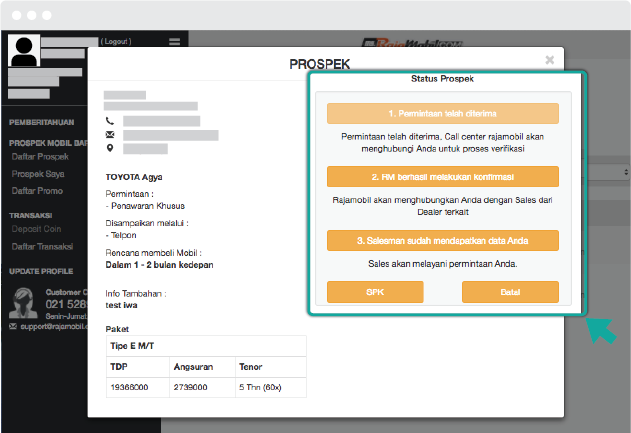 ( Logout )
RajaMobil.com
PEMBERITAHUAN
PROSPEK MOBIL BAR
Daftar Prospek
Prospek Saya
Daftar Promo
TRANSAKSI
Deposit Coin
Daftar Transaksi
UPDATE PROFILE
Customer C
021 528
Senin-Jumat
support@rajamobil.c
PROSPEK
×
TOYOTA Agya
Permintaan :
- Penawaran Khusus
Disampaikan melalui :
- Telpon
Rencana membeli Mobil :
Dalam 1 - 2 bulan kedepan
Info Tambahan :
test iwa
Paket
Tipe E M/T
TDP Angsuran Tenor
19366000 2739000 5 Thn (60x)
Status Prospek
1. Permintaan telah diterima
Permintaan telah diterima, Call center rajamobil akan
menghubungi Anda untuk proses verifikasi
2. RM berhasil melakukan konfirmasi
Rajamobil akan menghubungkan Anda dengan Sales dari
Dealer terkait
3. Salesman sudah mendapatkan data Anda
Sales akan melayani permintaan Anda.
SPK
Batal